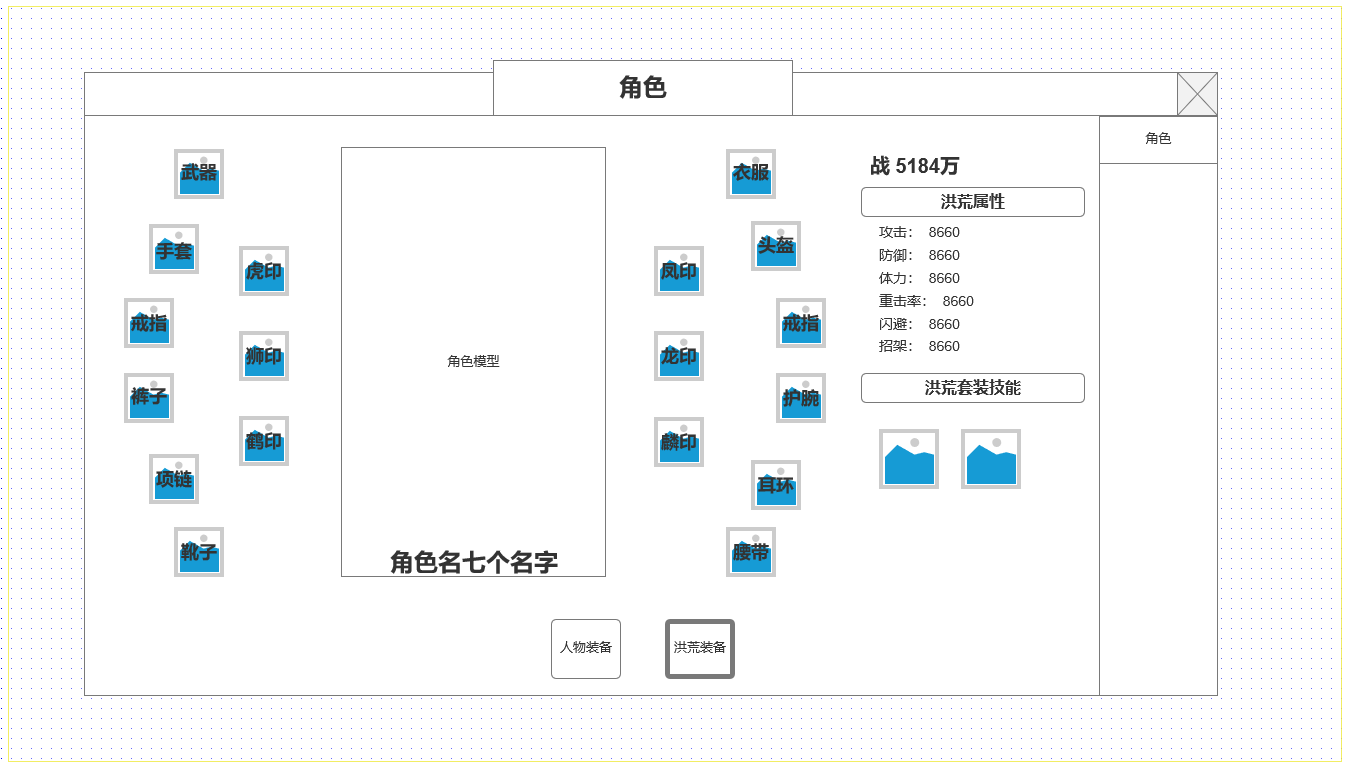 角色
角色
武器
手套
虎印
戒指
狮印
裤子
鹤印
项链
靴子
角色模型
角色名七个名字
衣服
头盔
凤印
戒指
龙印
护腕
麟印
耳环
腰带
战 5184万
洪荒属性
攻击： 8660
防御： 8660
体力： 8660
重击率： 8660
闪避： 8660
招架： 8660
洪荒套装技能
人物装备
洪荒装备